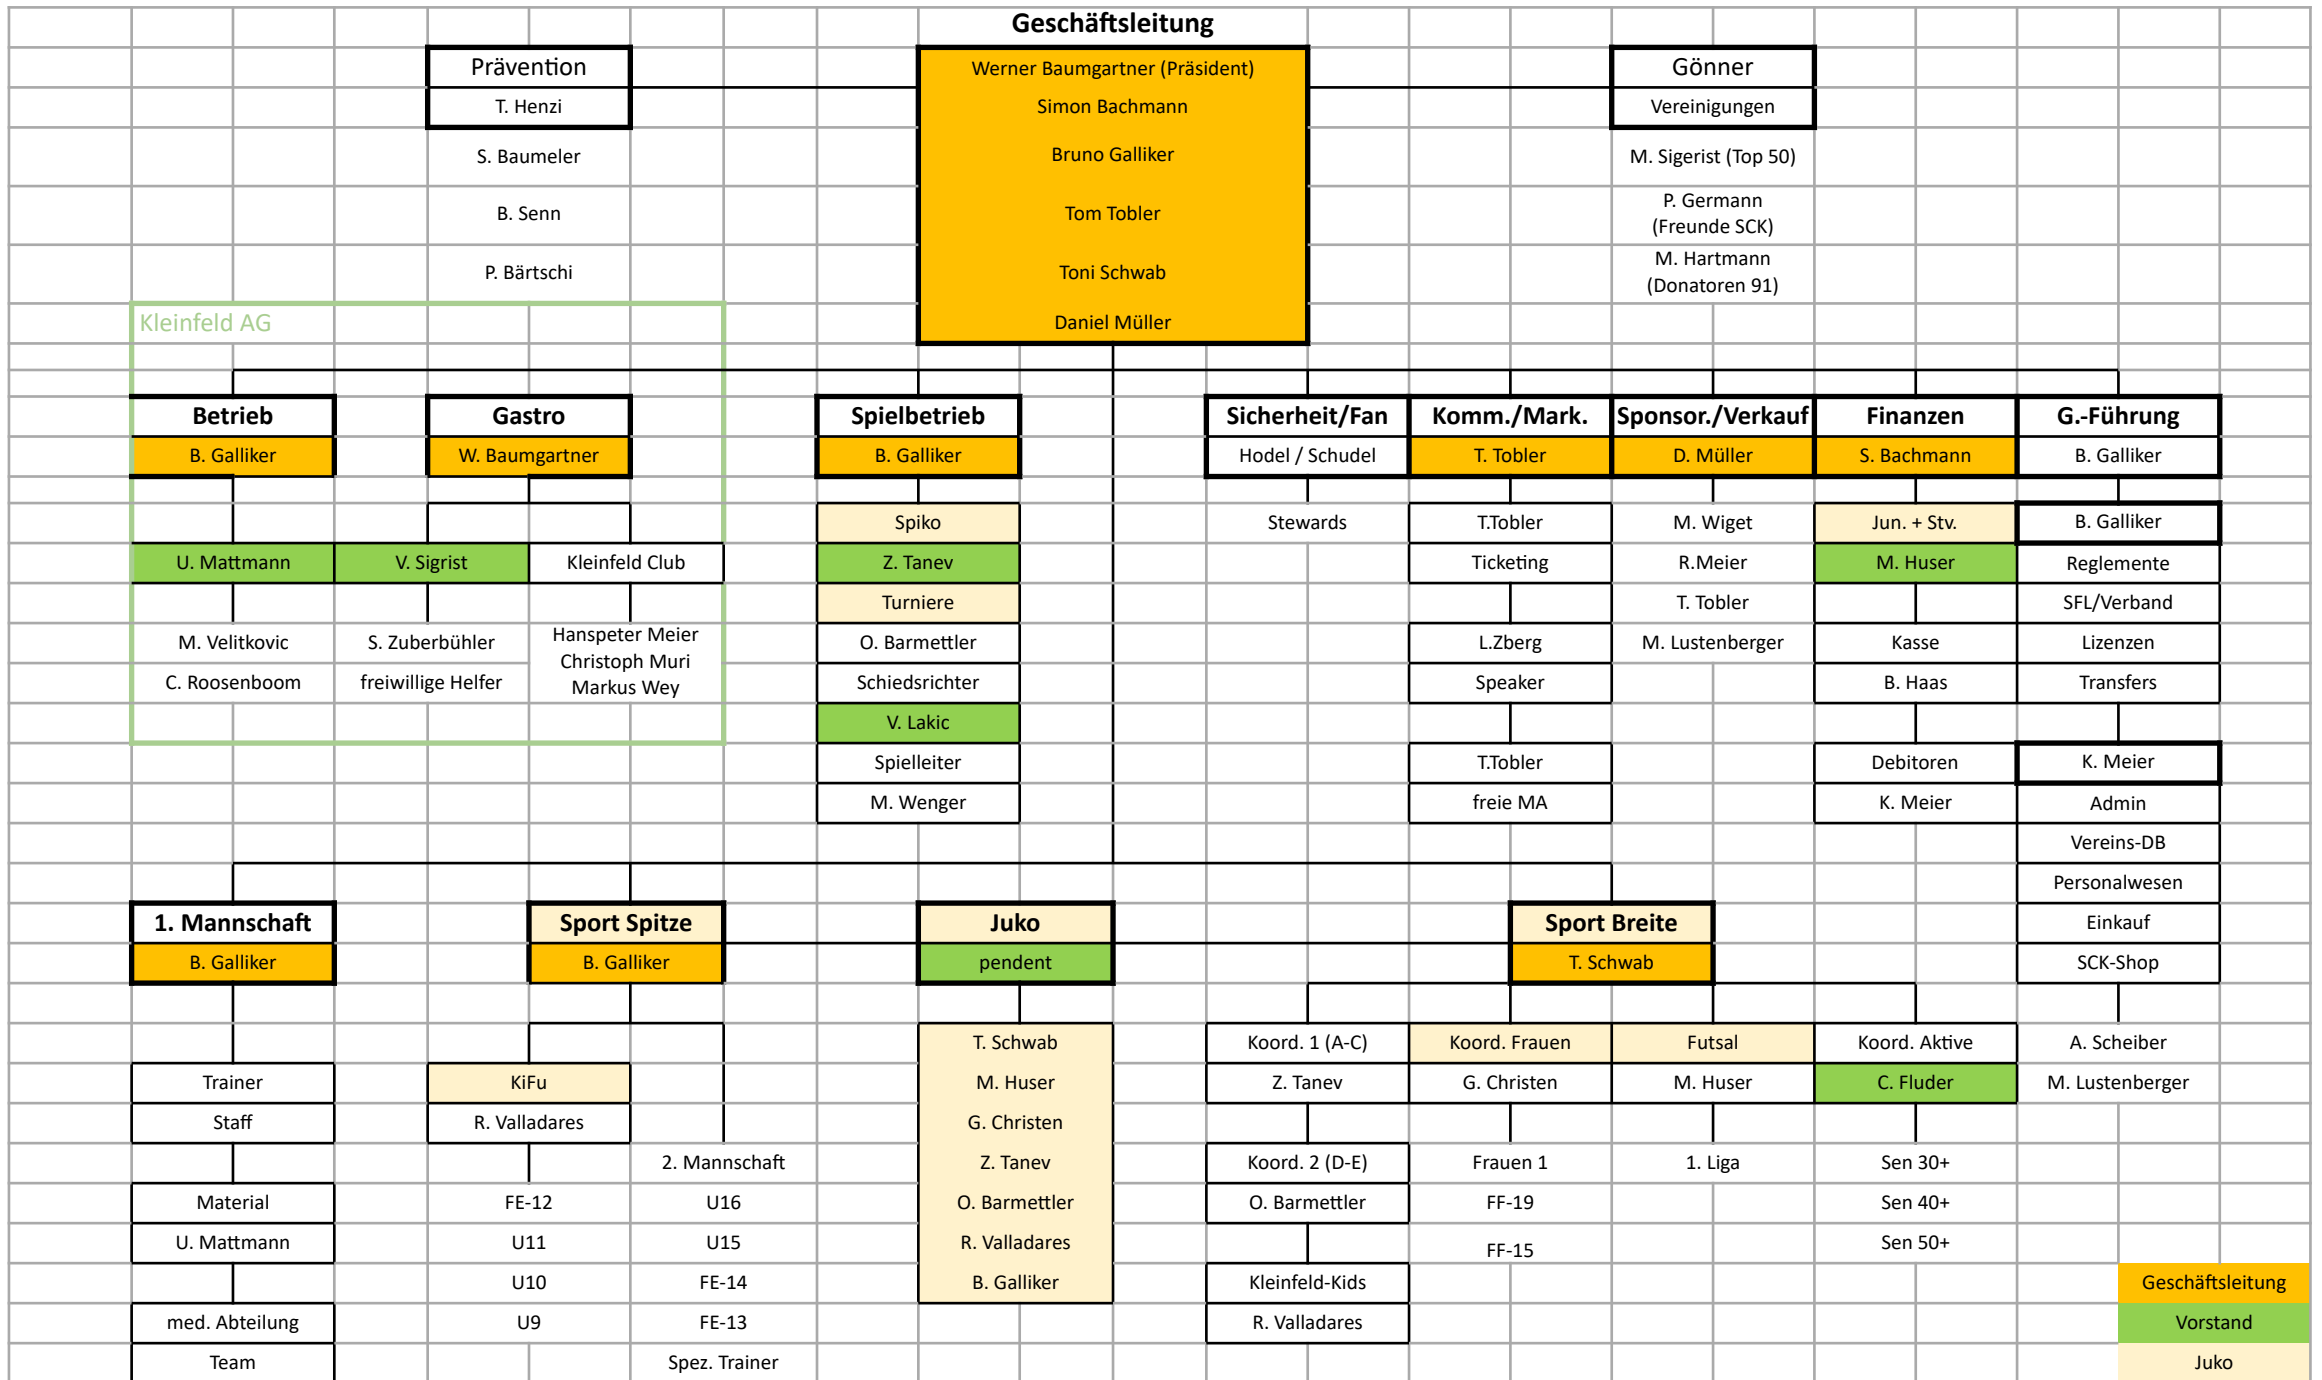 Geschäftsleitung
Prävention
T. Henzi
S. Baumeler
B. Senn
P. Bärtschi
Werner Baumgartner (Präsident)
Simon Bachmann
Bruno Galliker
Tom Tobler
Toni Schwab
Daniel Müller
Gönner
Vereinigungen
M. Sigerist (Top 50)
P. Germann
(Freunde SCK)
M. Hartmann
(Donatoren 91)
Kleinfeld AG
Betrieb
B. Galliker
U. Mattmann
M. Velitkovic
C. Roosenboom
Gastro
W. Baumgartner
V. Sigrist
S. Zuberbühler
freiwillige Helfer
Kleinfeld Club
Hanspeter Meier
Christoph Muri
Markus Wey
Spielbetrieb
B. Galliker
Spiko
Z. Tanev
Turniere
O. Barmettler
Schiedsrichter
V. Lakic
Spielleiter
M. Wenger
Sicherheit/Fan
Hodel / Schudel
Stewards
Komm./Mark.
T. Tobler
T.Tobler
Ticketing
L.Zberg
Speaker
T.Tobler
freie MA
Sponsor./Verkauf
D. Müller
M. Wiget
R.Meier
T. Tobler
M. Lustenberger
Finanzen
S. Bachmann
Jun. + Stv.
M. Huser
Kasse
B. Haas
Debitoren
K. Meier
G.-Führung
B. Galliker
B. Galliker
Reglemente
SFL/Verband
Lizenzen
Transfers
K. Meier
Admin
Vereins-DB
Personalwesen
Einkauf
SCK-Shop
A. Scheiber
M. Lustenberger
1. Mannschaft
B. Galliker
Trainer
Staff
Material
U. Mattmann
med. Abteilung
Team
Sport Spitze
B. Galliker
KiFu
R. Valladares
FE-12
U11
U10
U9
2. Mannschaft
U16
U15
FE-14
FE-13
Spez. Trainer
Juko
pendent
T. Schwab
M. Huser
G. Christen
Z. Tanev
O. Barmettler
R. Valladares
B. Galliker
Sport Breite
T. Schwab
Koord. 1 (A-C)
Z. Tanev
Koord. 2 (D-E)
O. Barmettler
Kleinfeld-Kids
R. Valladares
Koord. Frauen
G. Christen
Frauen 1
FF-19
FF-15
Futsal
M. Huser
1. Liga
Koord. Aktive
C. Fluder
Sen 30+
Sen 40+
Sen 50+
Geschäftsleitung
Vorstand
Juko